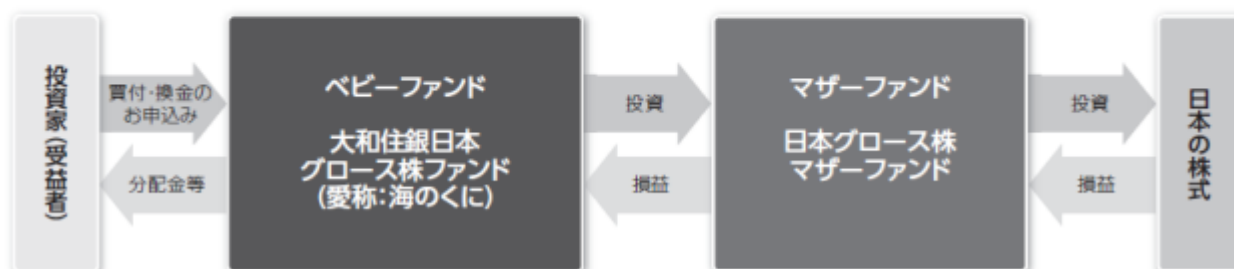 投資家(受益者)
買付・換金の
お申込み
分配金等
ベビーファンド
大和住銀日本
グロース株ファンド
(愛称:海のくに)
投資
損益
マザーファンド
日本グロース株
マザーファンド
投資
損益
日本の株式